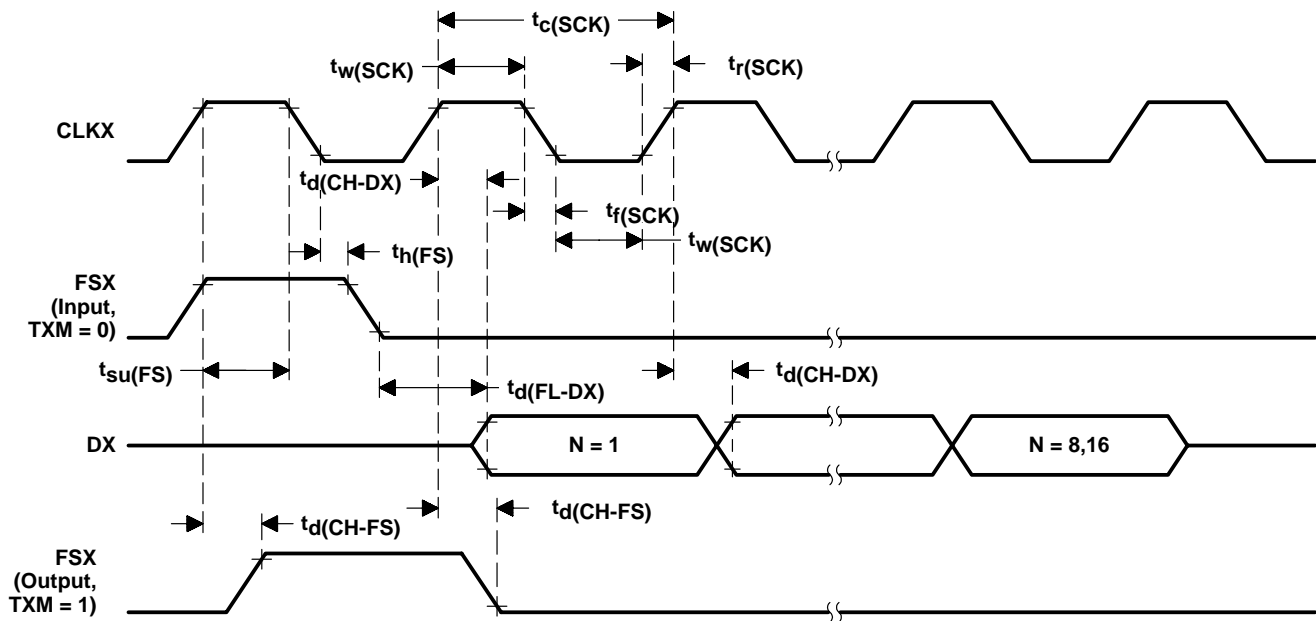 tc(SCK)
tw(SCK)
tr(SCK)
CLKX
td(CH-DX)
tf(SCK)
tw(SCK)
th(FS)
FSX
(Input,
TXM = 0)
tsu(FS)
td(FL-DX)
td(CH-DX)
DX
N = 1
N = 8,16
td(CH-FS)
td(CH-FS)
FSX
(Output,
TXM = 1)